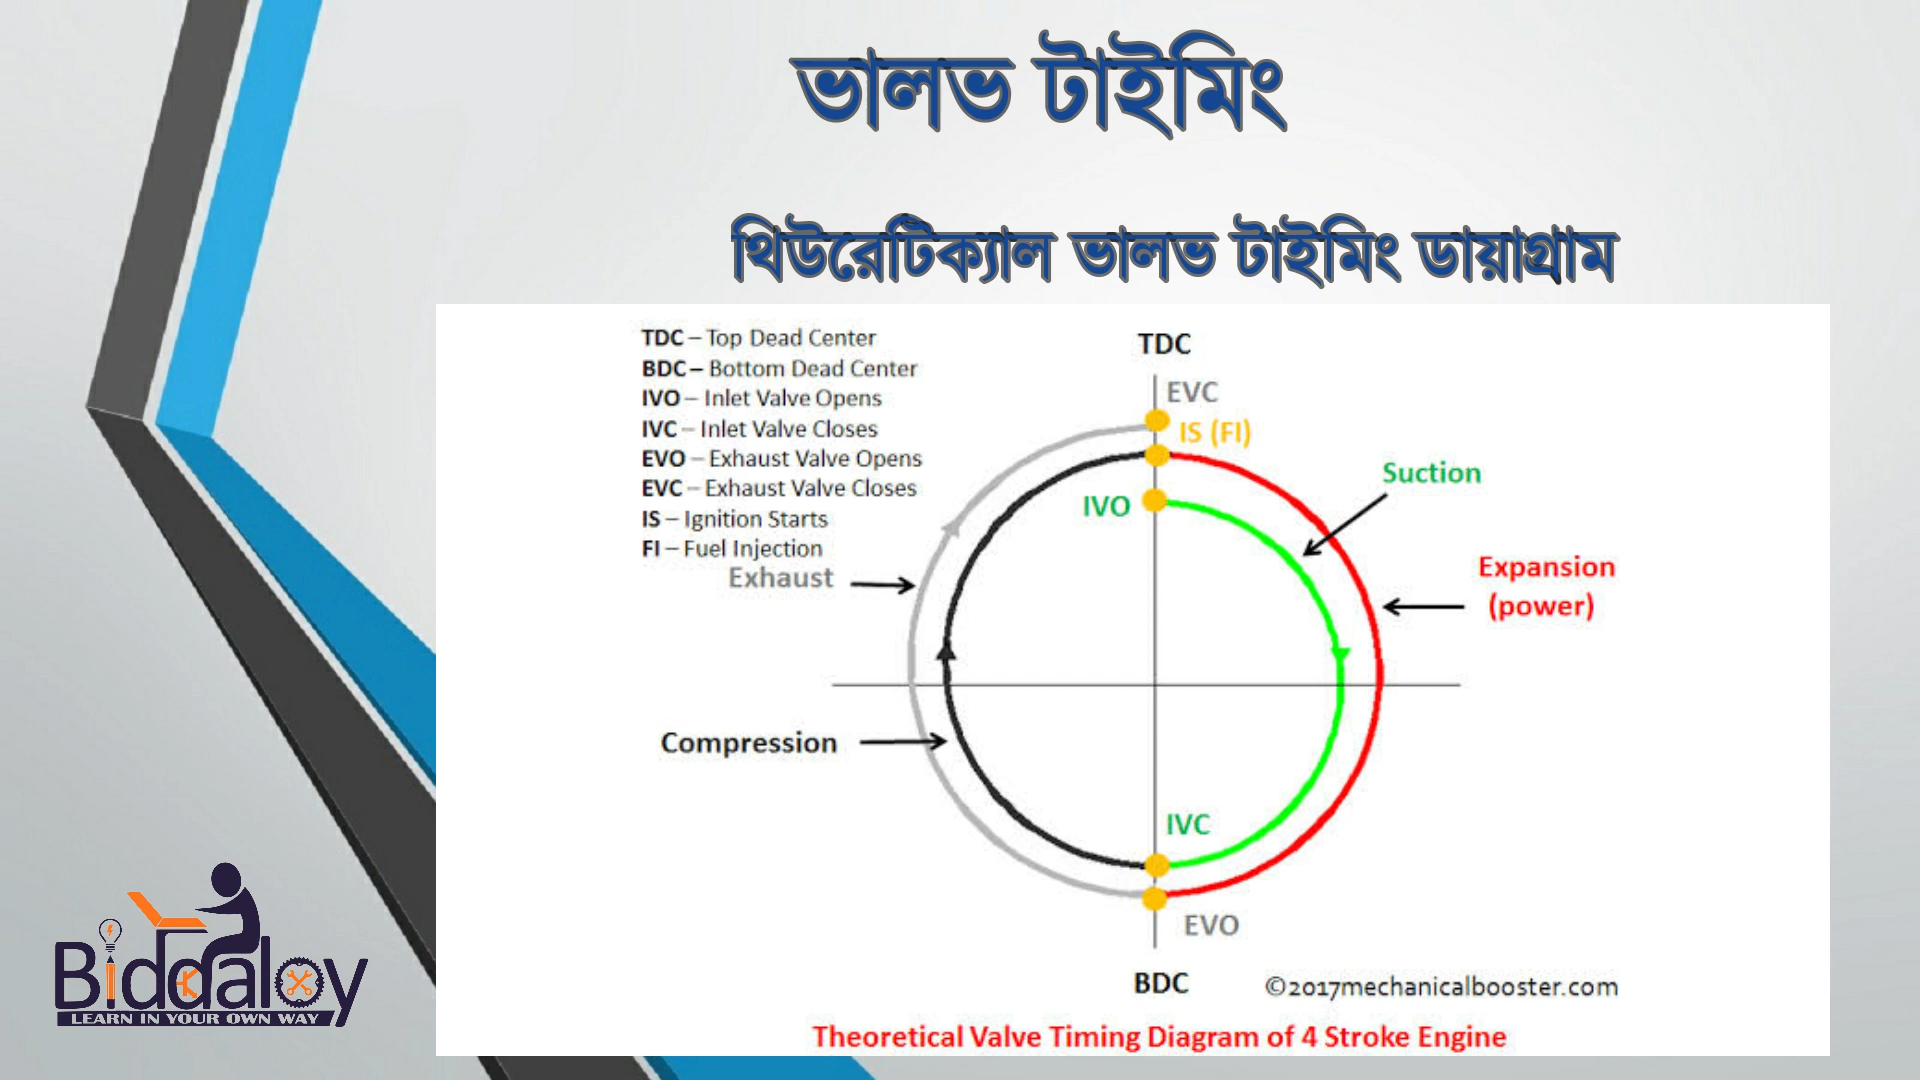 ভালভ টাইমিং
থিউরেটিক্যাল ভালভ টাইমিং ডায়াগ্রাম
TDC – Top Dead Center
BDC – Bottom Dead Center
IVO – Inlet Valve Opens
IVC – Inlet Valve Closes
EVO – Exhaust Valve Opens
EVC – Exhaust Valve Closes
IS – Ignition Starts
FI – Fuel Injection
TDC
EVC
IS (FI)
IVO
Suction
Exhaust
Expansion
(power)
Compression
IVC
EVO
BDC
©2017mechanicalbooster.com
Theoretical Valve Timing Diagram of 4 Stroke Engine
Biddaloy
LEARN IN YOUR OWN WAY